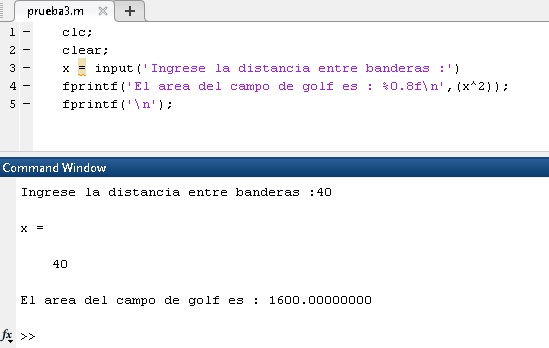 prueba3.m
1 - clc;
2 - clear;
3 - x = input('Ingrese la distancia entre banderas :')
4 - fprintf('El area del campo de golf es : %0.8f\n',(x^2));
5 - fprintf('\n');
Command Window
Ingrese la distancia entre banderas :40
x =
40
El area del campo de golf es : 1600.00000000
fx >>